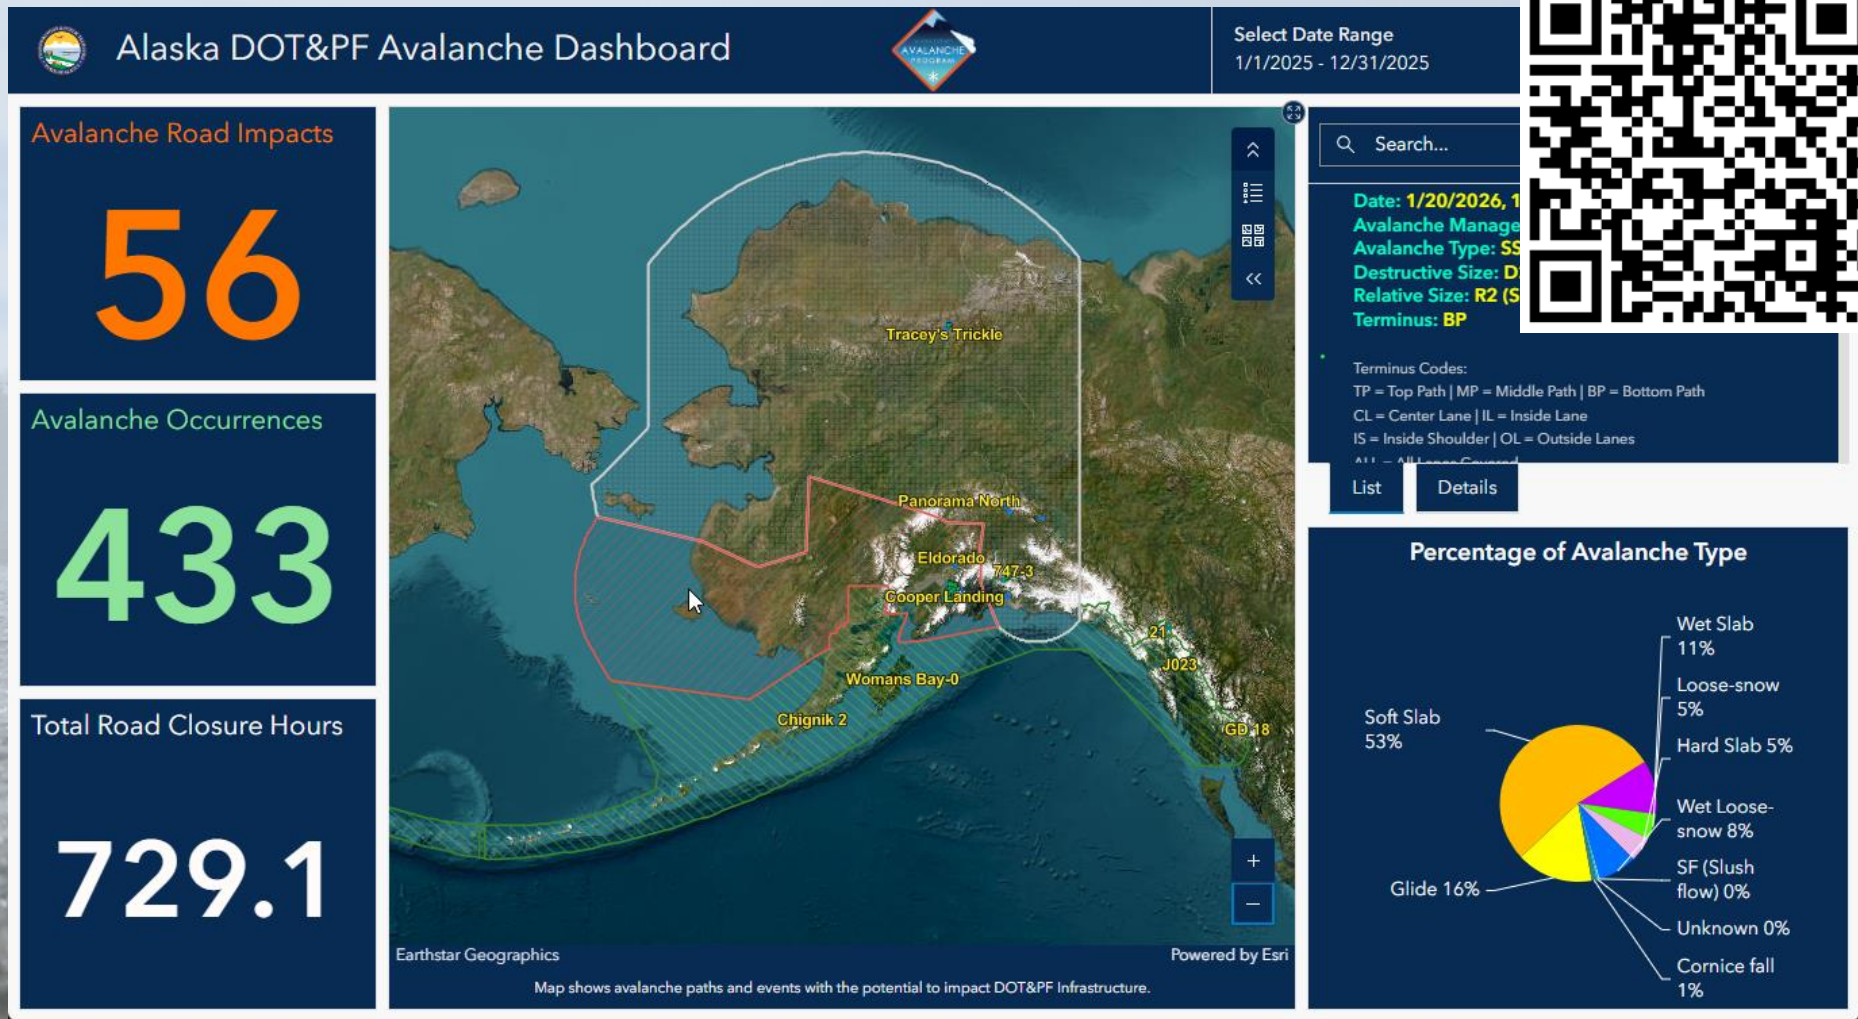 Alaska DOT&PF Avalanche Dashboard
AVALANCHE
PROGRAM
Select Date Range
1/1/2025 - 12/31/2025
Avalanche Road Impacts
56
Avalanche Occurrences
433
Total Road Closure Hours
729.1
Tracey's Trickle
Panorama North
Eldorado
747-3
Cooper Landing
21
J023
Womans Bay-0
Chignik 2
GD 18
Earthstar Geographics
Powered by Esri
Map shows avalanche paths and events with the potential to impact DOT&PF Infrastructure.
Search...
Date: 1/20/2026, 1
Avalanche Manage
Avalanche Type: SS
Destructive Size: D
Relative Size: R2 (S
Terminus: BP
Terminus Codes:
TP = Top Path | MP = Middle Path | BP = Bottom Path
CL = Center Lane | IL = Inside Lane
IS = Inside Shoulder | OL = Outside Lanes
ALL = All Lanes Covered
List
Details
Percentage of Avalanche Type
Wet Slab
11%
Loose-snow
5%
Soft Slab
53%
Hard Slab 5%
Wet Loose-
snow 8%
SF (Slush
flow) 0%
Glide 16%
Unknown 0%
Cornice fall
1%